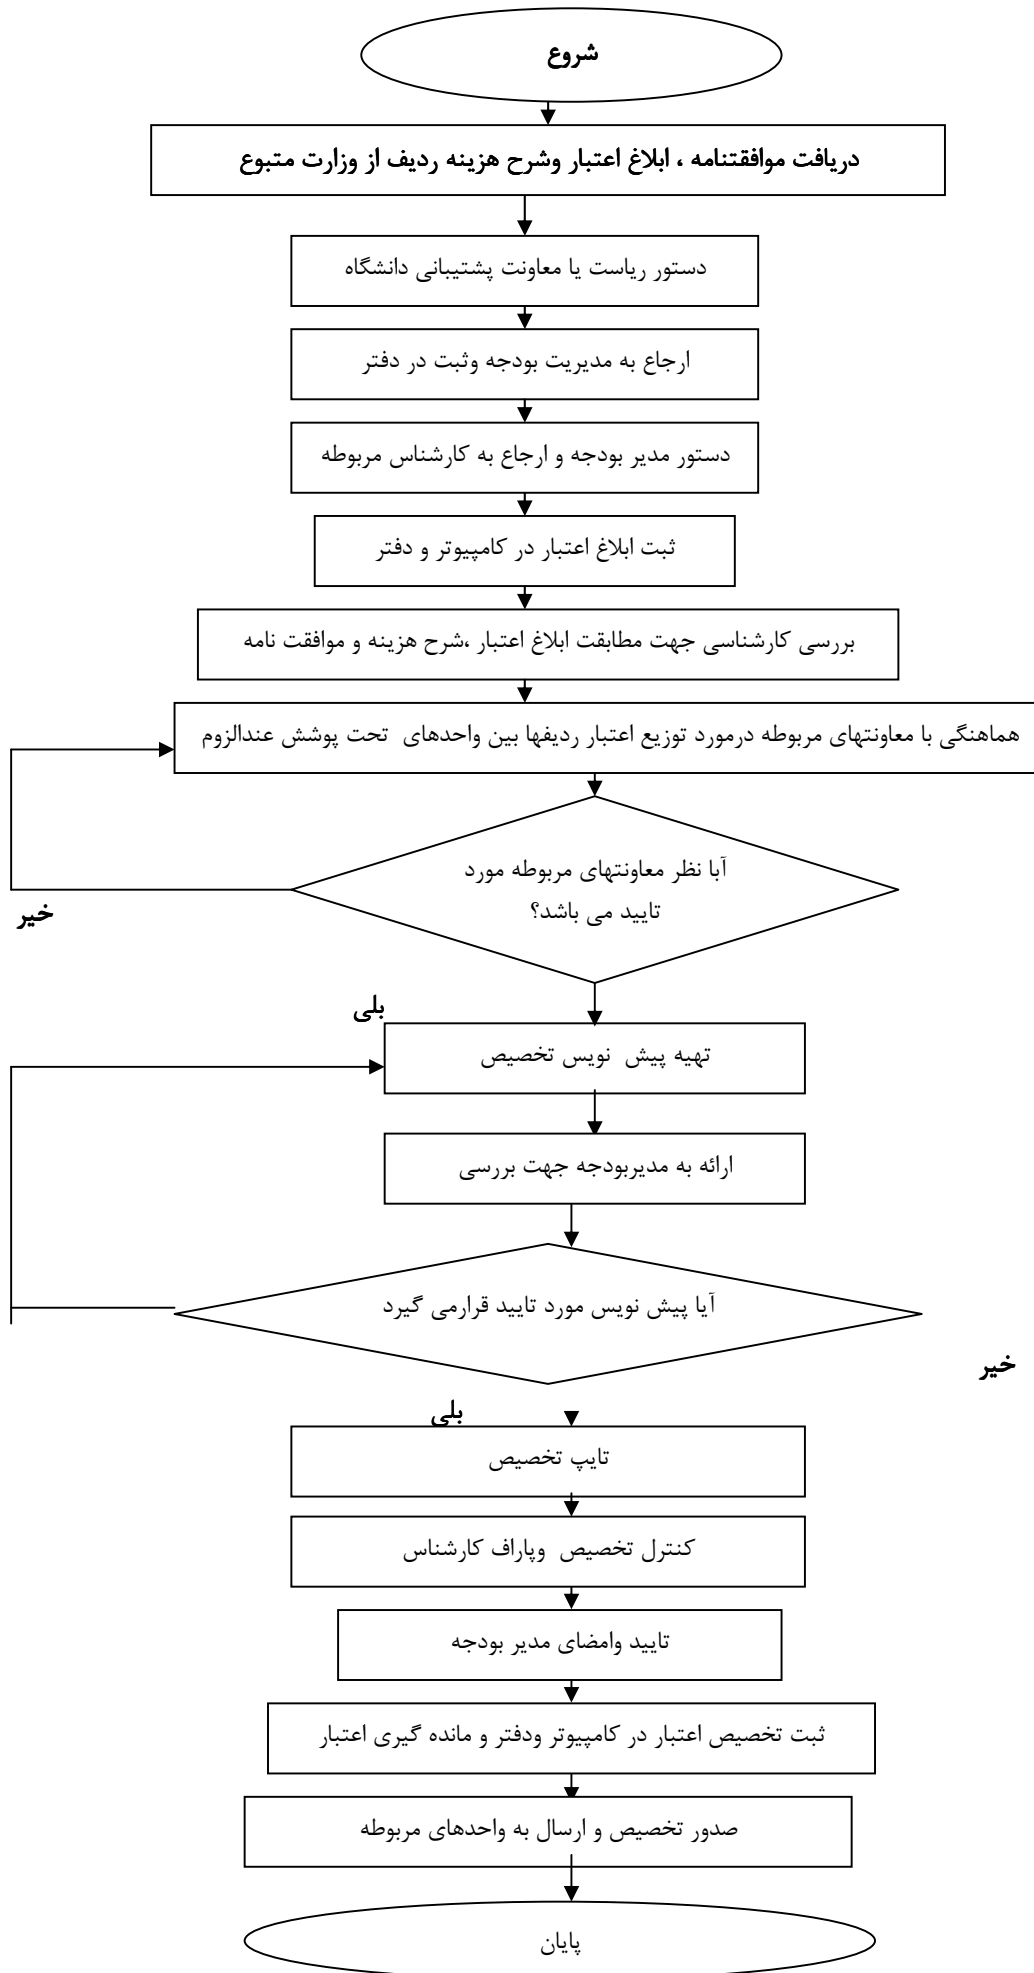 شروع
دریافت موافقتنامه ، ابلاغ اعتبار وشرح هزینه ردیف از وزارت متبوع
دستور ریاست یا معاونت پشتیبانی دانشگاه
ارجاع به مدیریت بودجه وثبت در دفتر
دستور مدیر بودجه و ارجاع به کارشناس مربوطه
ثبت ابلاغ اعتبار در کامپیوتر و دفتر
بررسی کارشناسی جهت مطابقت ابلاغ اعتبار ،شرح هزینه و موافقت نامه
هماهنگی با معاونتهای مربوطه درمورد توزیع اعتبار ردیفها بین واحدهای تحت پوشش عندالزوم
آبا نظر معاونتهای مربوطه مورد
تایید می باشد؟
خیر
بلی
تهیه پیش نویس تخصیص
ارائه به مدیربودجه جهت بررسی
آیا پیش نویس مورد تایید قرارمی گیرد
خیر
بلی
تایپ تخصیص
کنترل تخصیص وپاراف کارشناس
تایید وامضای مدیر بودجه
ثبت تخصیص اعتبار در کامپیوتر ودفتر و مانده گیری اعتبار
صدور تخصیص و ارسال به واحدهای مربوطه
پایان